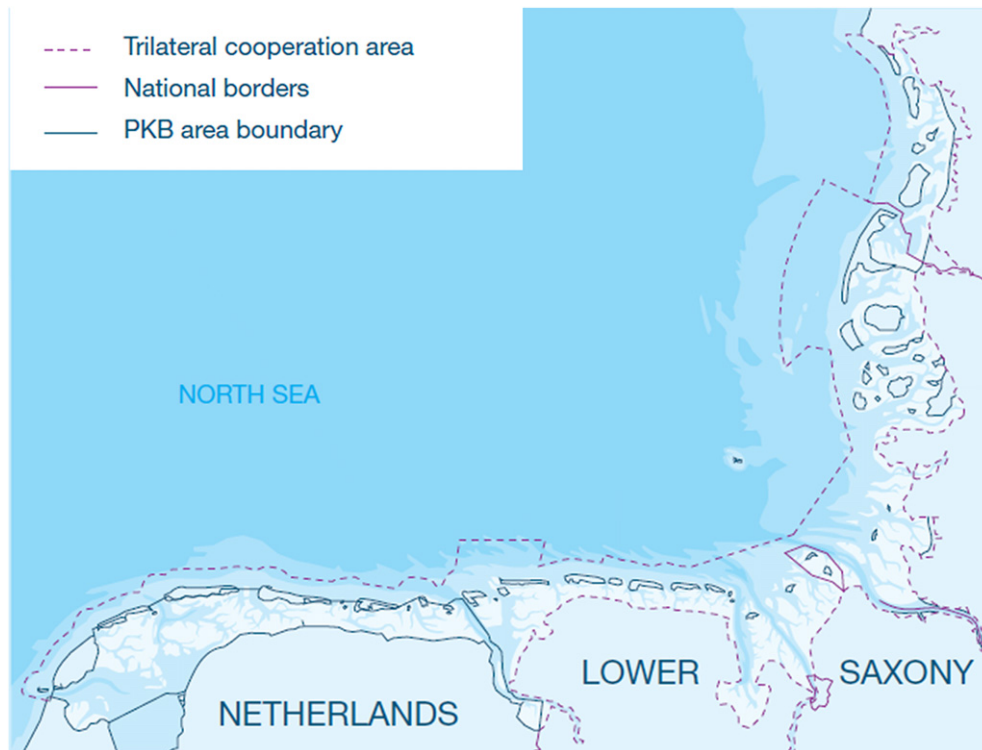 Trilateral cooperation area
National borders
PKB area boundary
NORTH SEA
LOWER SAXONY
NETHERLANDS